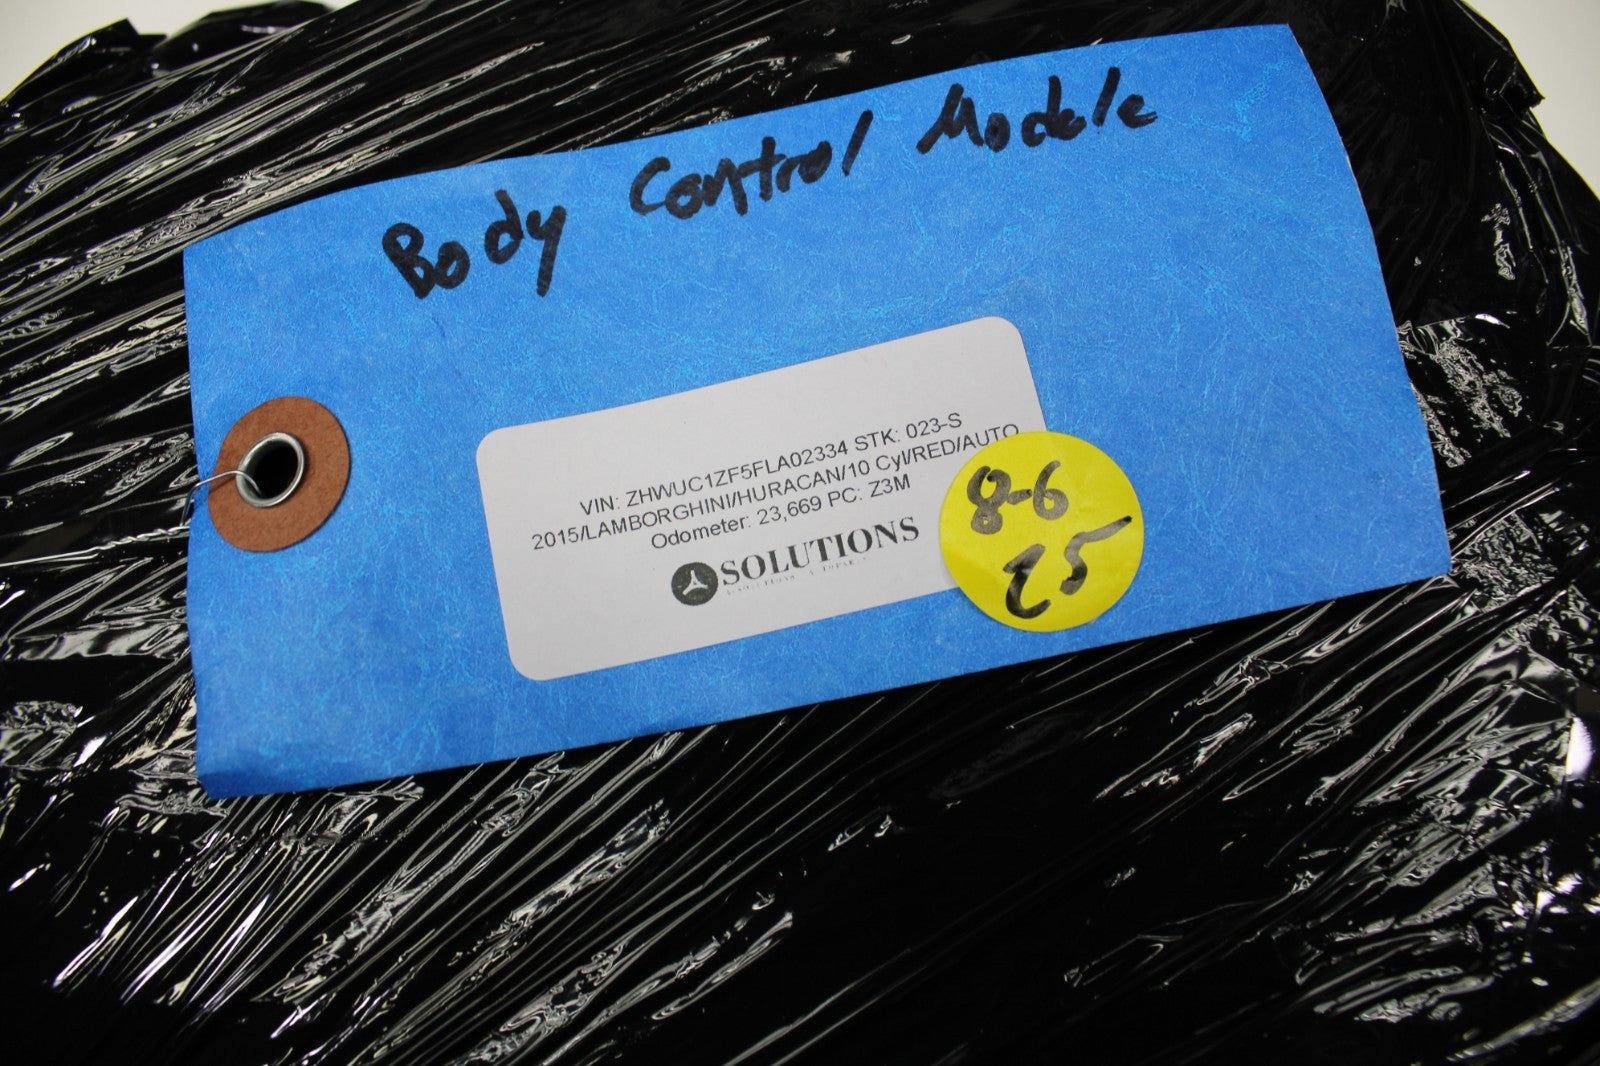 Body Control Module
VIN: ZHWUC1ZF5FLA02334 STK: 023-S
2015/LAMBORGHINI/HURACAN/10 Cyl/RED/AUTO
Odometer: 23,669 PC: Z3M
SOLUTIONS
8-6
25